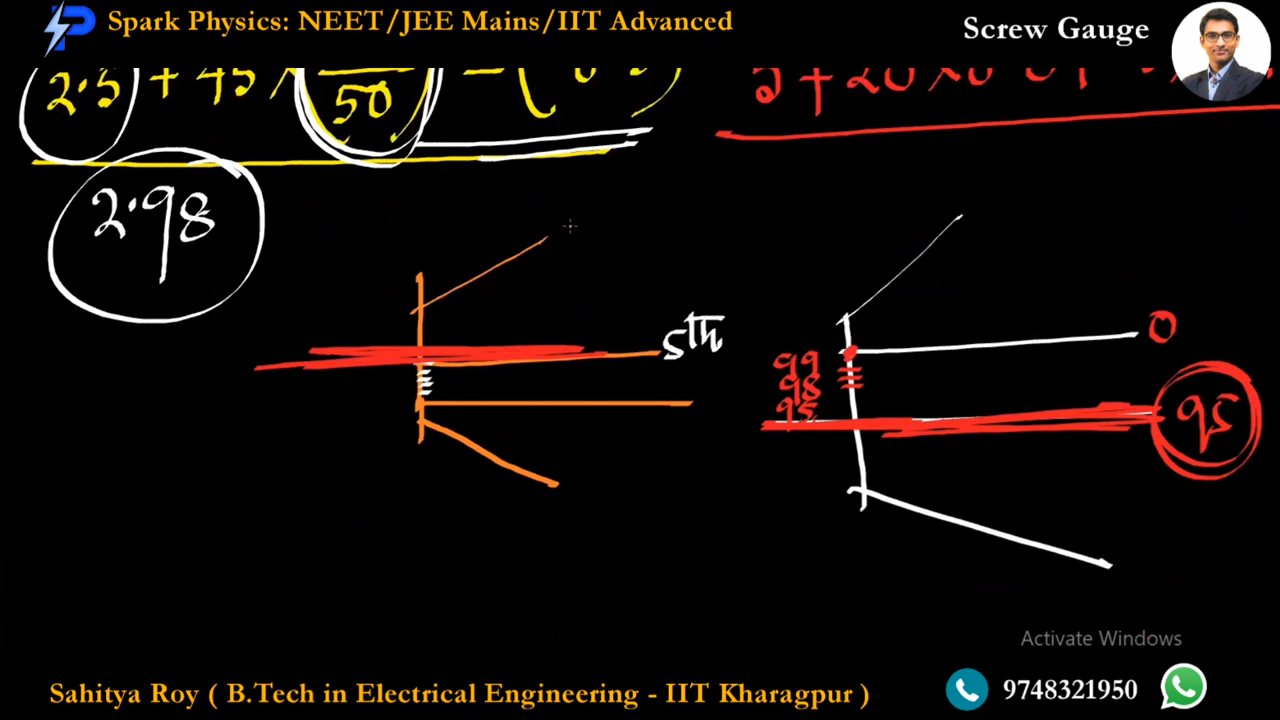 Spark Physics: NEET/JEE Mains/IIT Advanced
Screw Gauge
2.5 + 45 ×
50
2.98
5th
0
99
98
95
95
Activate Windows
Sahitya Roy ( B.Tech in Electrical Engineering - IIT Kharagpur )
9748321950